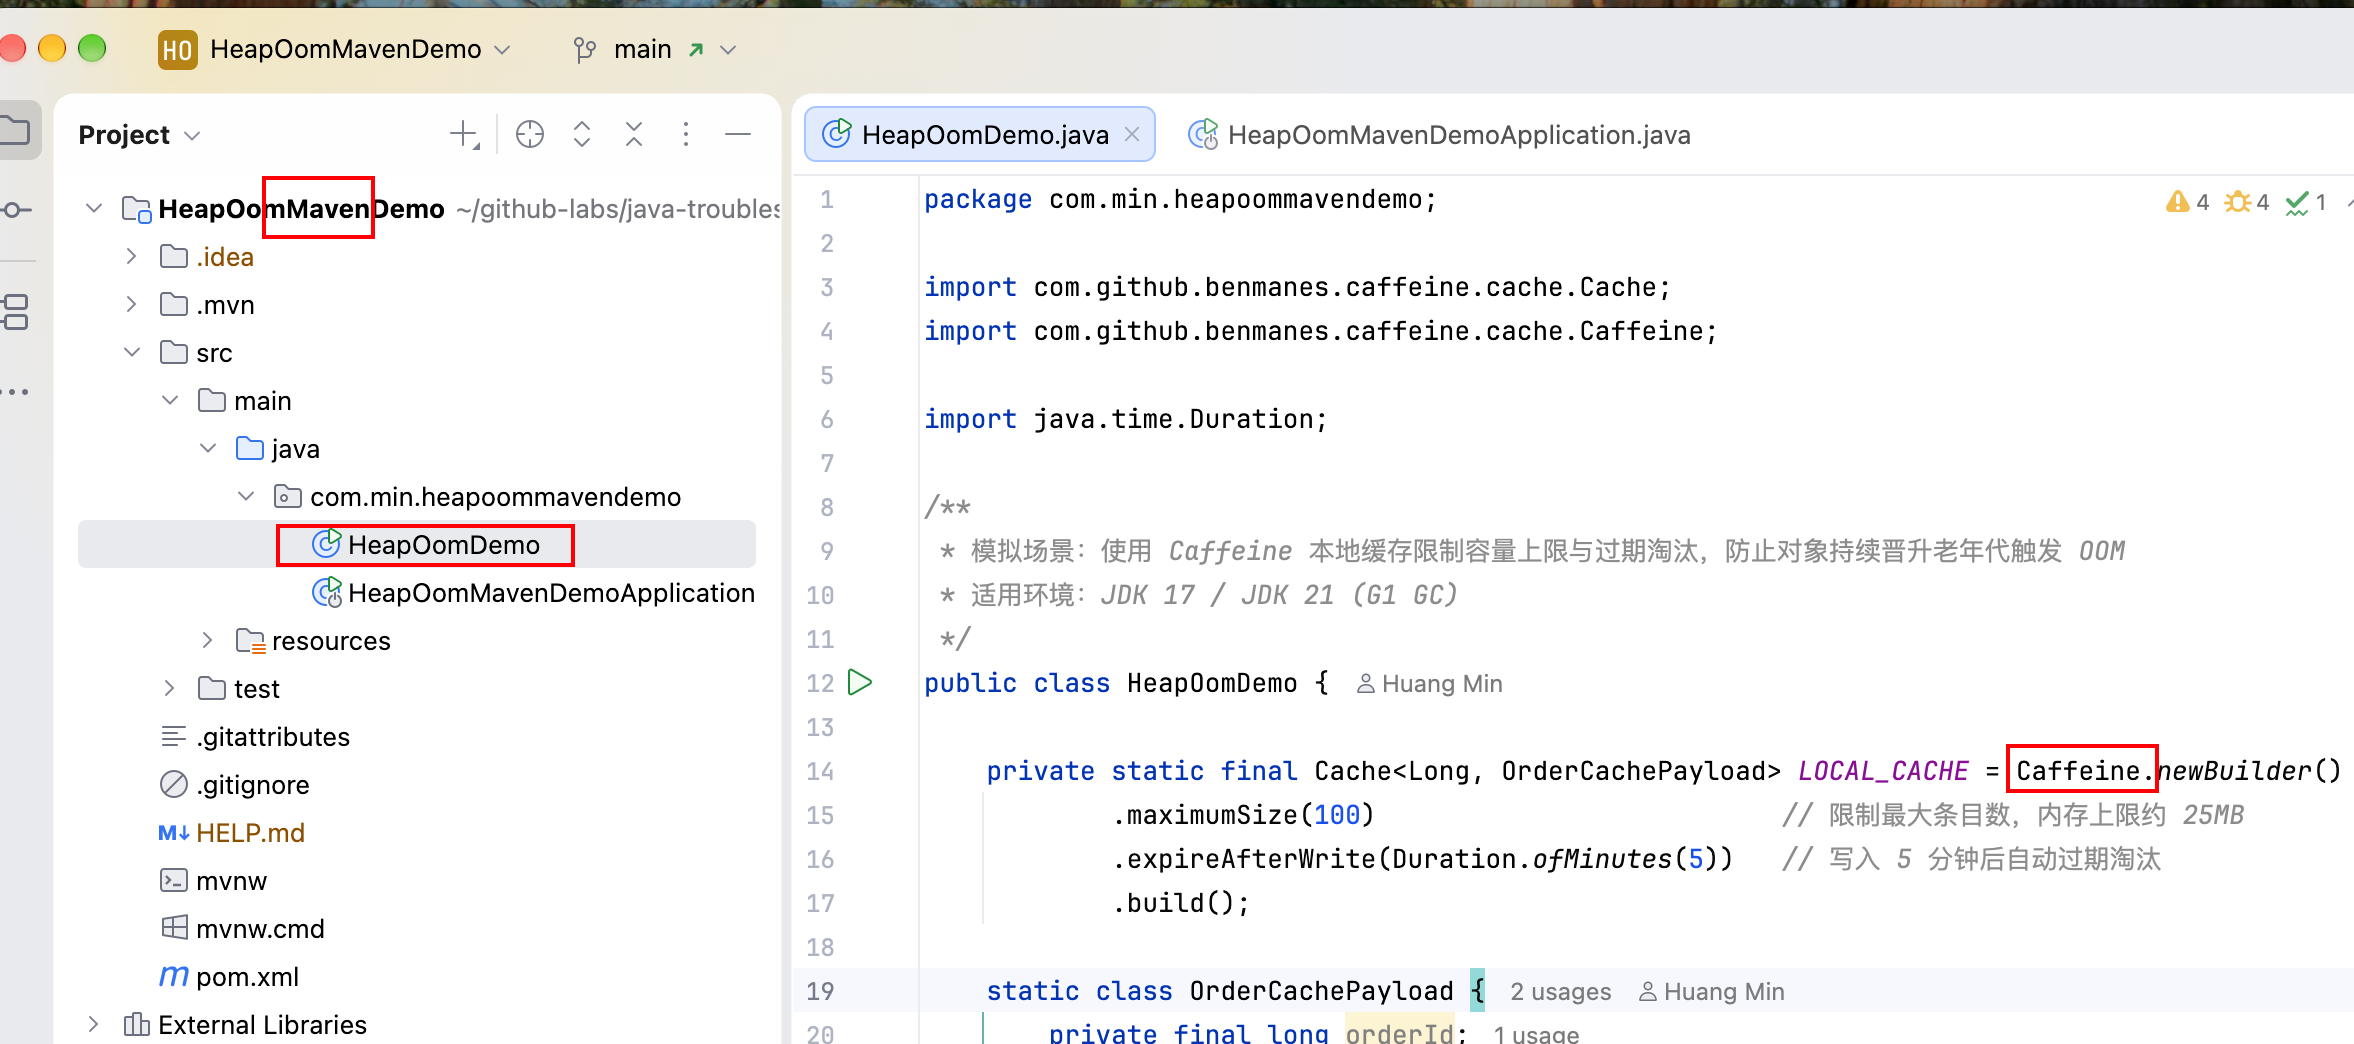 HO HeapOomMavenDemo main
Project
HeapOomMavenDemo ~/github-labs/java-troubles
.idea
.mvn
src
main
java
com.min.heapoommavendemo
HeapOomDemo
HeapOomMavenDemoApplication
resources
test
.gitattributes
.gitignore
M↓ HELP.md
mvnw
mvnw.cmd
m pom.xml
External Libraries
HeapOomDemo.java HeapOomMavenDemoApplication.java
4 4 1
1 package com.min.heapoommavendemo;
2
3 import com.github.benmanes.caffeine.cache.Cache;
4 import com.github.benmanes.caffeine.cache.Caffeine;
5
6 import java.time.Duration;
7
8 /**
9 * 模拟场景：使用 Caffeine 本地缓存限制容量上限与过期淘汰，防止对象持续晋升老年代触发 OOM
10 * 适用环境：JDK 17 / JDK 21 (G1 GC)
11 */
12 public class HeapOomDemo { Huang Min
13
14 private static final Cache<Long, OrderCachePayload> LOCAL_CACHE = Caffeine.newBuilder()
15 .maximumSize(100) // 限制最大条目数，内存上限约 25MB
16 .expireAfterWrite(Duration.ofMinutes(5)) // 写入 5 分钟后自动过期淘汰
17 .build();
18
19 static class OrderCachePayload { 2 usages Huang Min
20 private final long orderId; 1 usage